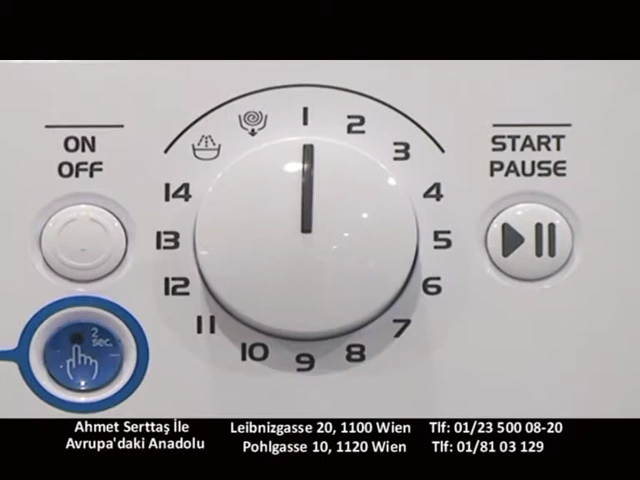 ON
OFF
START
PAUSE
1
2
3
4
5
6
7
8
9
10
11
12
13
14
2
sec.
Ahmet Serttaş İle
Avrupa'daki Anadolu
Leibnizgasse 20, 1100 Wien Tlf: 01/23 500 08-20
Pohlgasse 10, 1120 Wien Tlf: 01/81 03 129